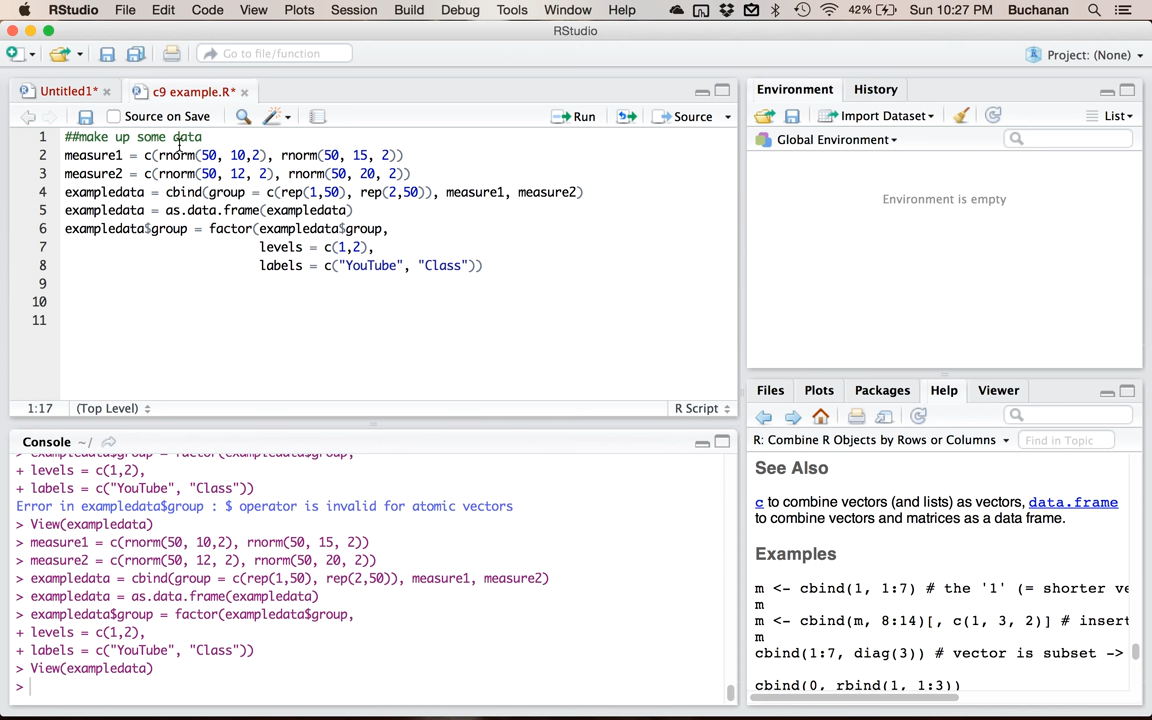 RStudio File Edit Code View Plots Session Build Debug Tools Window Help 42% Sun 10:27 PM Buchanan
RStudio
Go to file/function
Project: (None)
Untitled1*
c9 example.R*
Source on Save
Run
Source
1 ##make up some data
2 measure1 = c(rnorm(50, 10,2), rnorm(50, 15, 2))
3 measure2 = c(rnorm(50, 12, 2), rnorm(50, 20, 2))
4 exampledata = cbind(group = c(rep(1,50), rep(2,50)), measure1, measure2)
5 exampledata = as.data.frame(exampledata)
6 exampledata$group = factor(exampledata$group,
7 levels = c(1,2),
8 labels = c("YouTube", "Class"))
9
10
11
1:17 (Top Level) R Script
Console ~/
> exampledata$group = factor(exampledata$group,
+ levels = c(1,2),
+ labels = c("YouTube", "Class"))
Error in exampledata$group : $ operator is invalid for atomic vectors
> View(exampledata)
> measure1 = c(rnorm(50, 10,2), rnorm(50, 15, 2))
> measure2 = c(rnorm(50, 12, 2), rnorm(50, 20, 2))
> exampledata = cbind(group = c(rep(1,50), rep(2,50)), measure1, measure2)
> exampledata = as.data.frame(exampledata)
> exampledata$group = factor(exampledata$group,
+ levels = c(1,2),
+ labels = c("YouTube", "Class"))
> View(exampledata)
>
Environment History
Import Dataset List
Global Environment
Environment is empty
Files Plots Packages Help Viewer
R: Combine R Objects by Rows or Columns Find in Topic
See Also
c to combine vectors (and lists) as vectors, data.frame
to combine vectors and matrices as a data frame.
Examples
m <- cbind(1, 1:7) # the '1' (= shorter ve
m
m <- cbind(m, 8:14)[, c(1, 3, 2)] # insert
m
cbind(1:7, diag(3)) # vector is subset ->
cbind(0, rbind(1, 1:3))